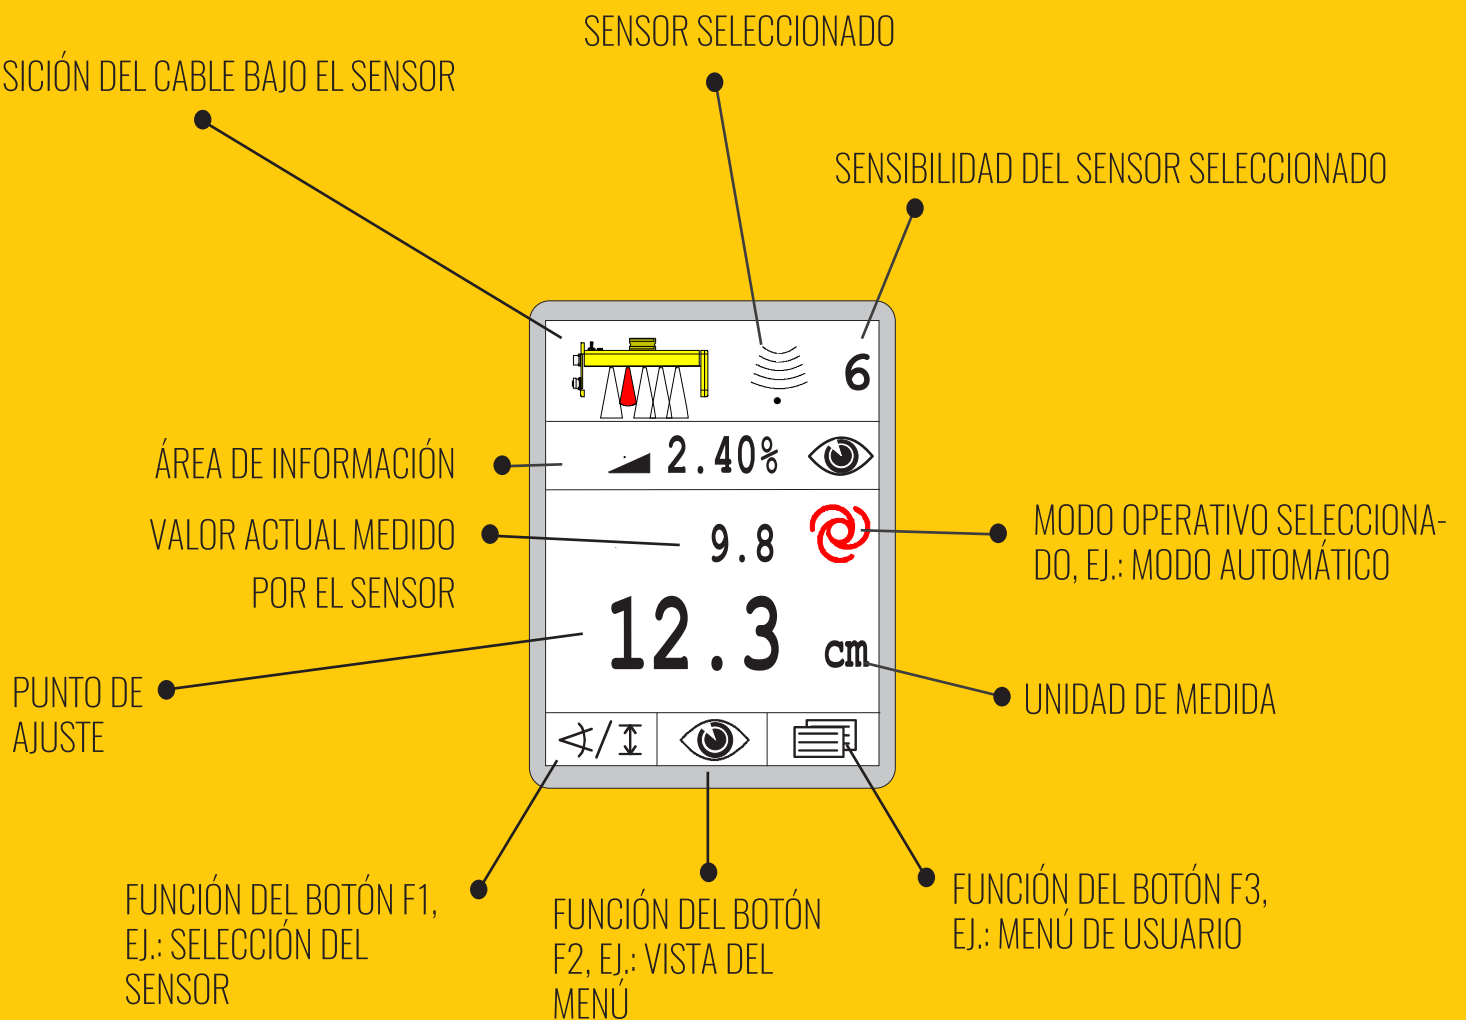 SENSOR SELECCIONADO
SICIÓN DEL CABLE BAJO EL SENSOR
SENSIBILIDAD DEL SENSOR SELECCIONADO
6
ÁREA DE INFORMACIÓN
2.40%
VALOR ACTUAL MEDIDO
POR EL SENSOR
9.8
MODO OPERATIVO SELECCIONA-
DO, EJ.: MODO AUTOMÁTICO
12.3 cm
PUNTO DE
AJUSTE
UNIDAD DE MEDIDA
FUNCIÓN DEL BOTÓN F1,
EJ.: SELECCIÓN DEL
SENSOR
FUNCIÓN DEL BOTÓN
F2, EJ.: VISTA DEL
MENÚ
FUNCIÓN DEL BOTÓN F3,
EJ.: MENÚ DE USUARIO